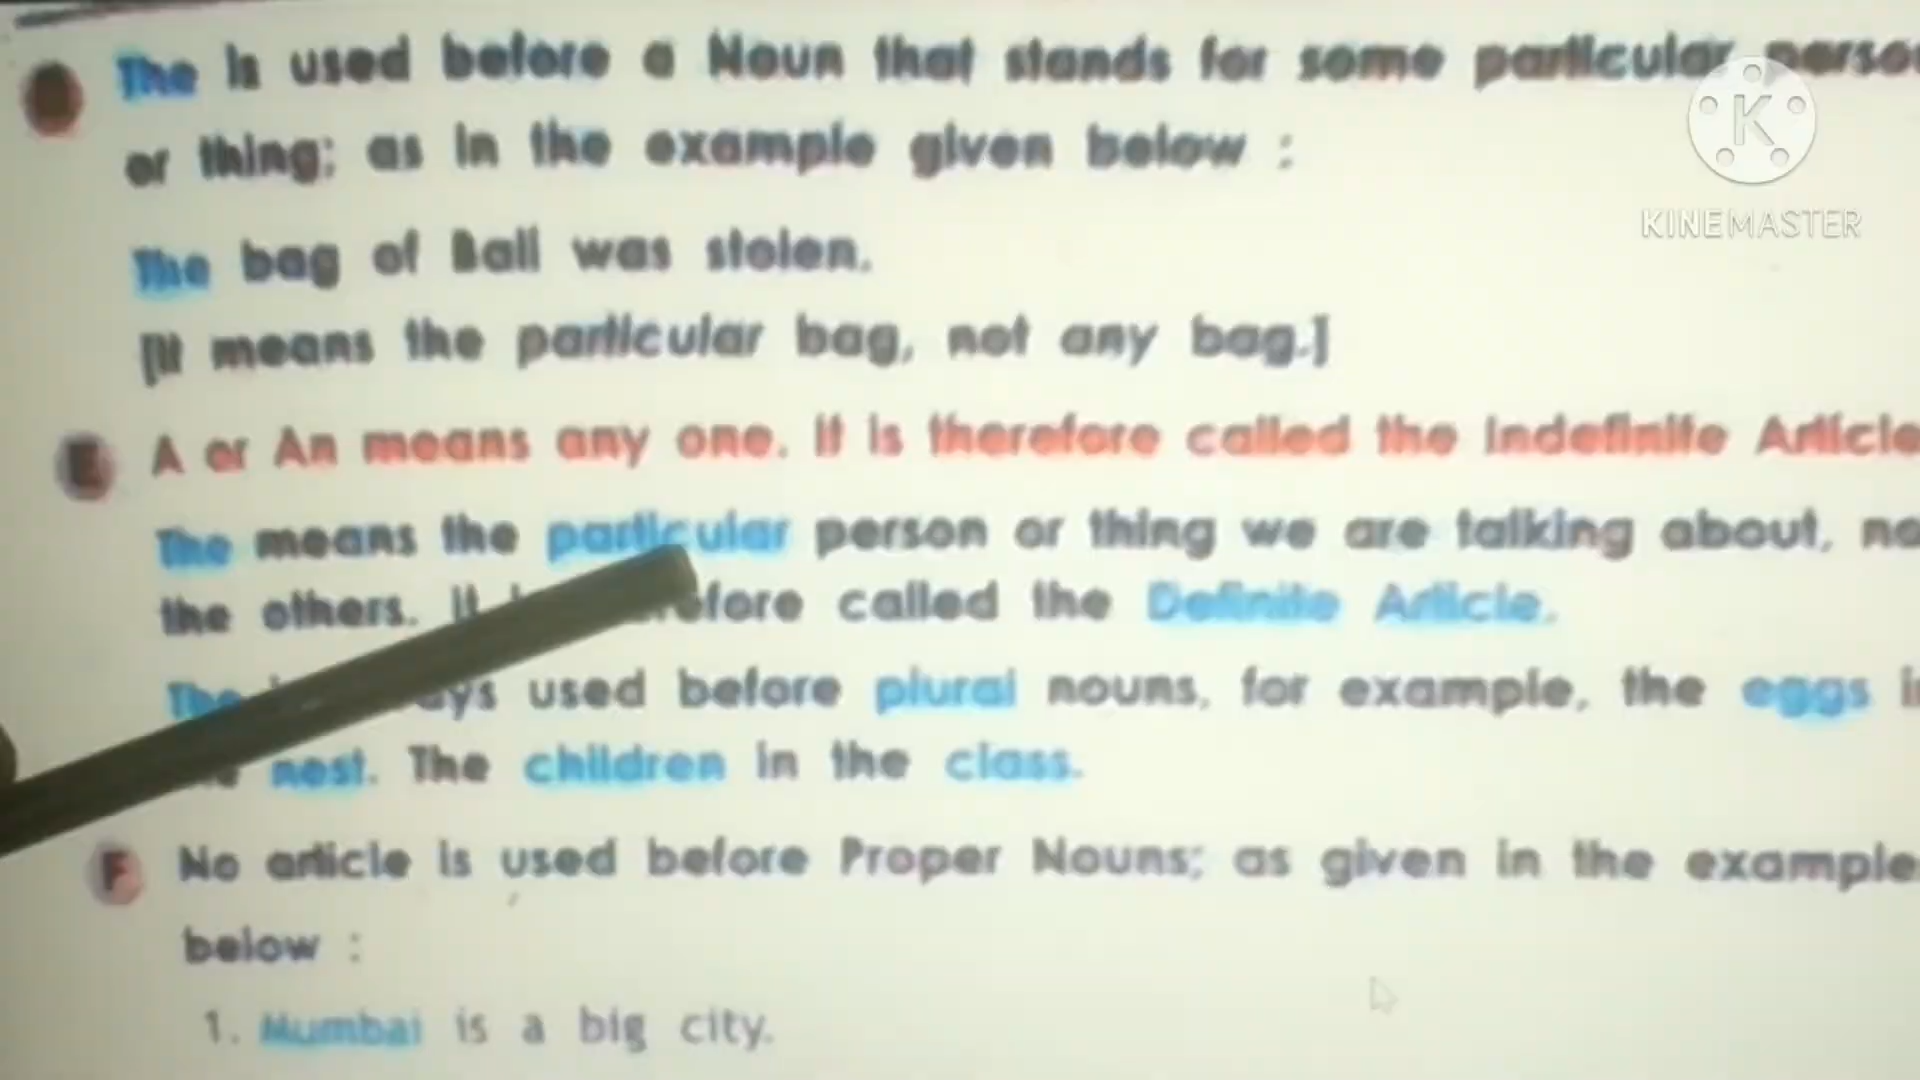 The is used before a Noun that stands for some particular
or thing; as in the example given below :
The bag of Bali was stolen.
[It means the particular bag, not any bag.]
E A or An means any one. It is therefore called the Indefinite Article
The means the particular person or thing we are talking about,
the others. It called the Definite Article.
The used before plural nouns, for example, the eggs
nest. The children in the class.
F No article is used before Proper Nouns; as given in the example
below :
1. Mumbai is a big city.
K
KINEMASTER